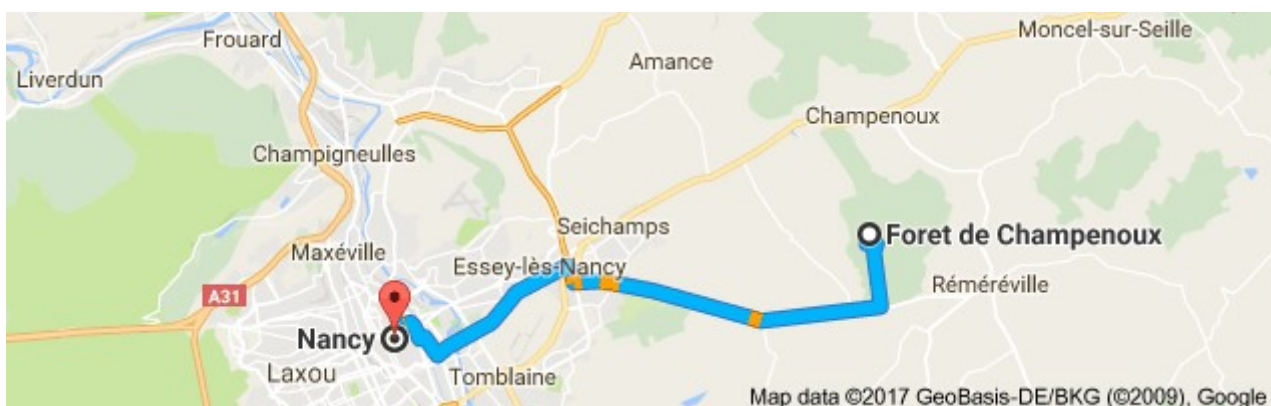 Moncel-sur-Seille
Frouard
Amance
Liverdun
Champenoux
Champigneulles
Seichamps
Foret de Champenoux
Maxéville
Essey-lès-Nancy
Réméréville
A31
Nancy
Laxou
Tomblaine
Map data ©2017 GeoBasis-DE/BKG (©2009), Google